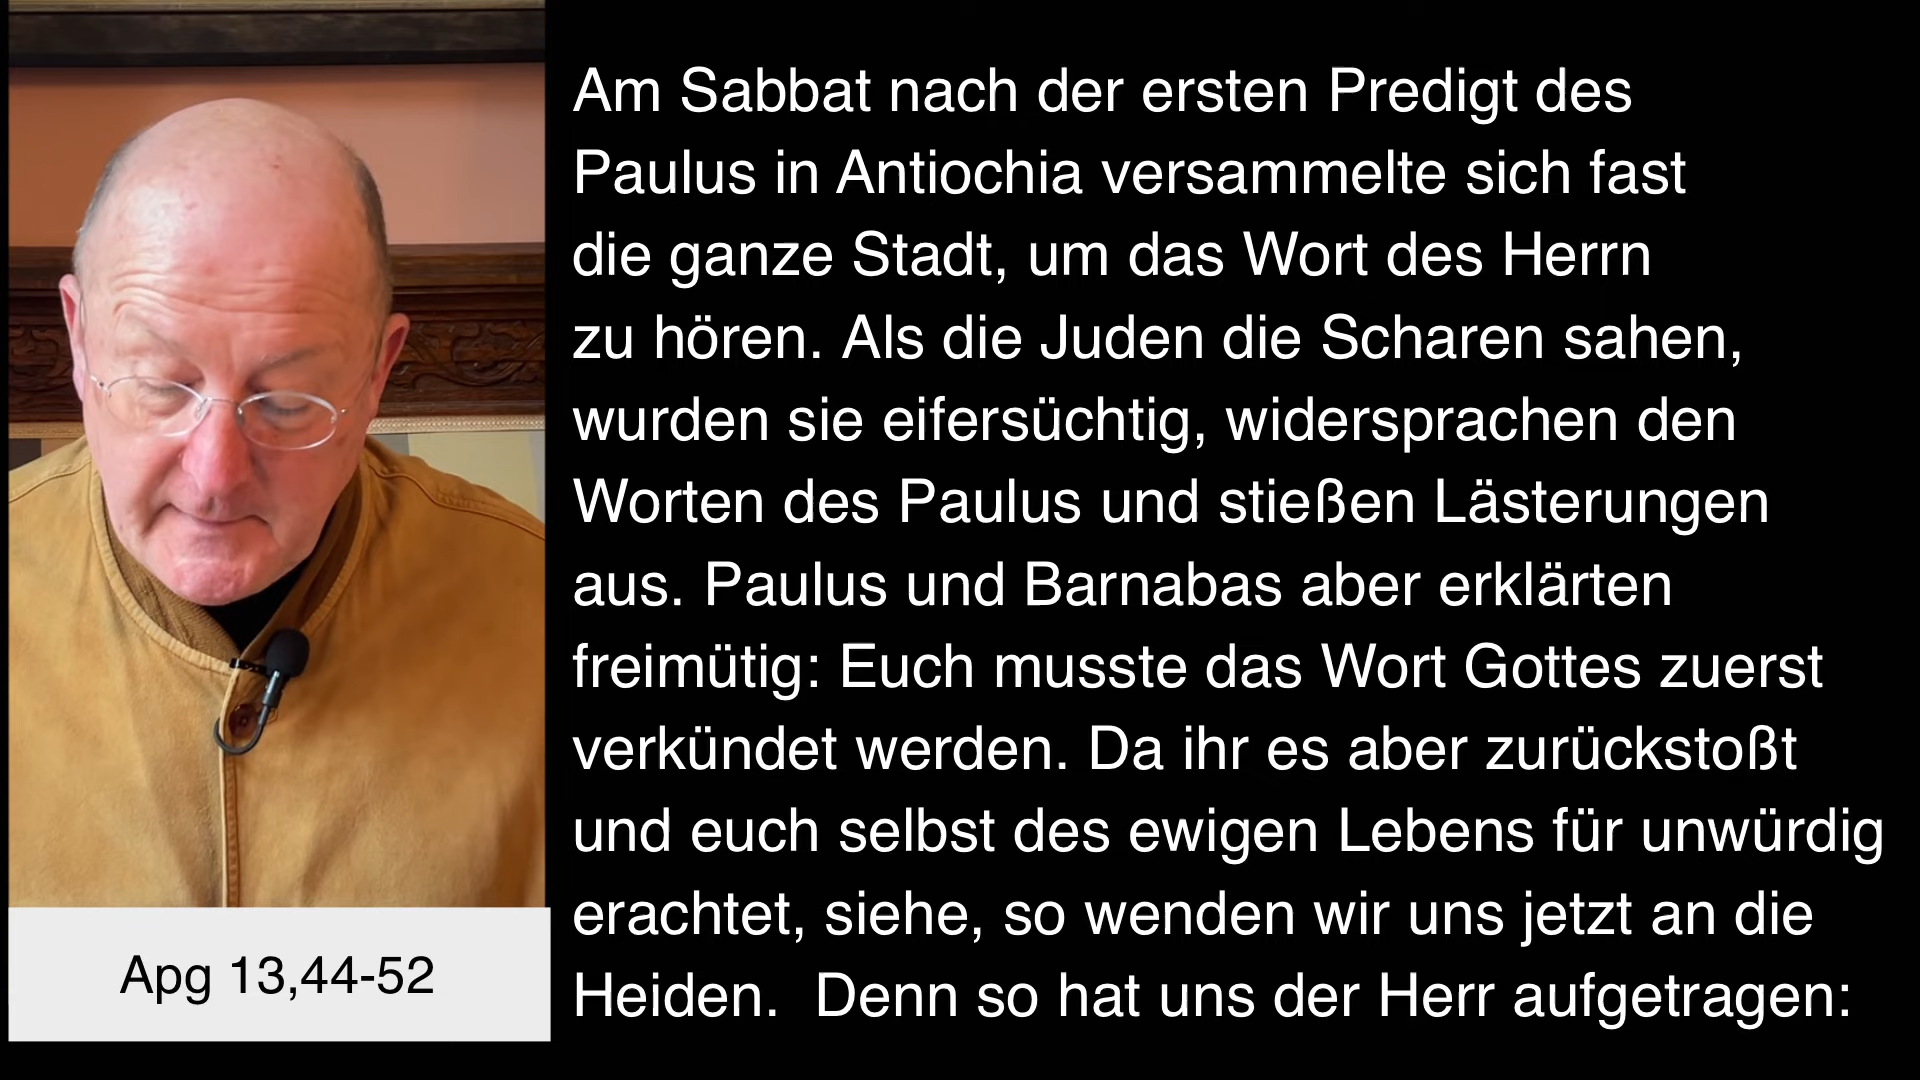 Am Sabbat nach der ersten Predigt des
Paulus in Antiochia versammelte sich fast
die ganze Stadt, um das Wort des Herrn
zu hören. Als die Juden die Scharen sahen,
wurden sie eifersüchtig, widersprachen den
Worten des Paulus und stießen Lästerungen
aus. Paulus und Barnabas aber erklärten
freimütig: Euch musste das Wort Gottes zuerst
verkündet werden. Da ihr es aber zurückstoßt
und euch selbst des ewigen Lebens für unwürdig
erachtet, siehe, so wenden wir uns jetzt an die
Heiden.  Denn so hat uns der Herr aufgetragen:
Apg 13,44-52